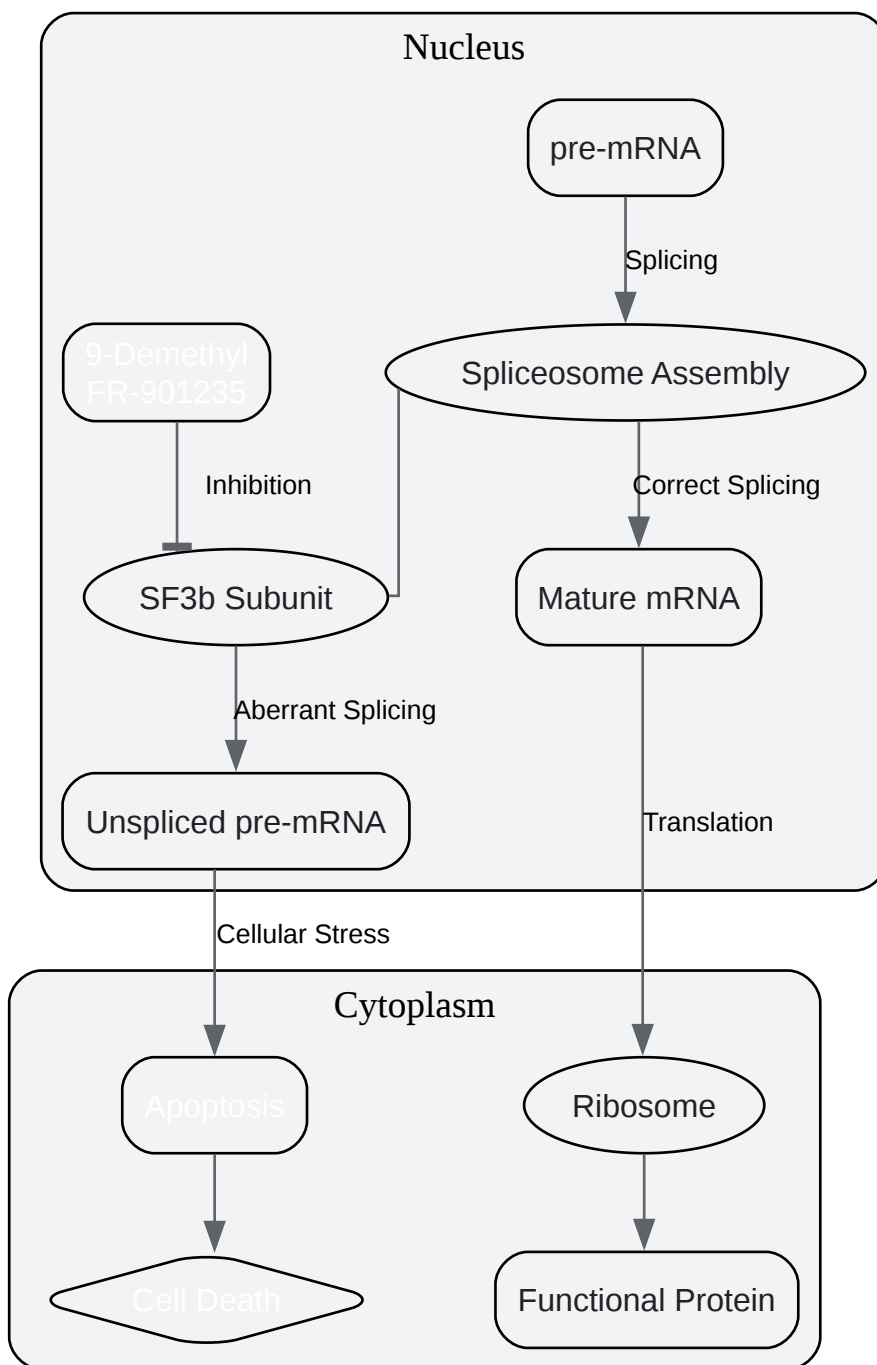 Nucleus
pre-mRNA
Splicing
9-Demethyl
FR-901235
Spliceosome Assembly
Inhibition
Correct Splicing
SF3b Subunit
Mature mRNA
Aberrant Splicing
Unspliced pre-mRNA
Translation
Cellular Stress
Cytoplasm
Apoptosis
Ribosome
Cell Death
Functional Protein